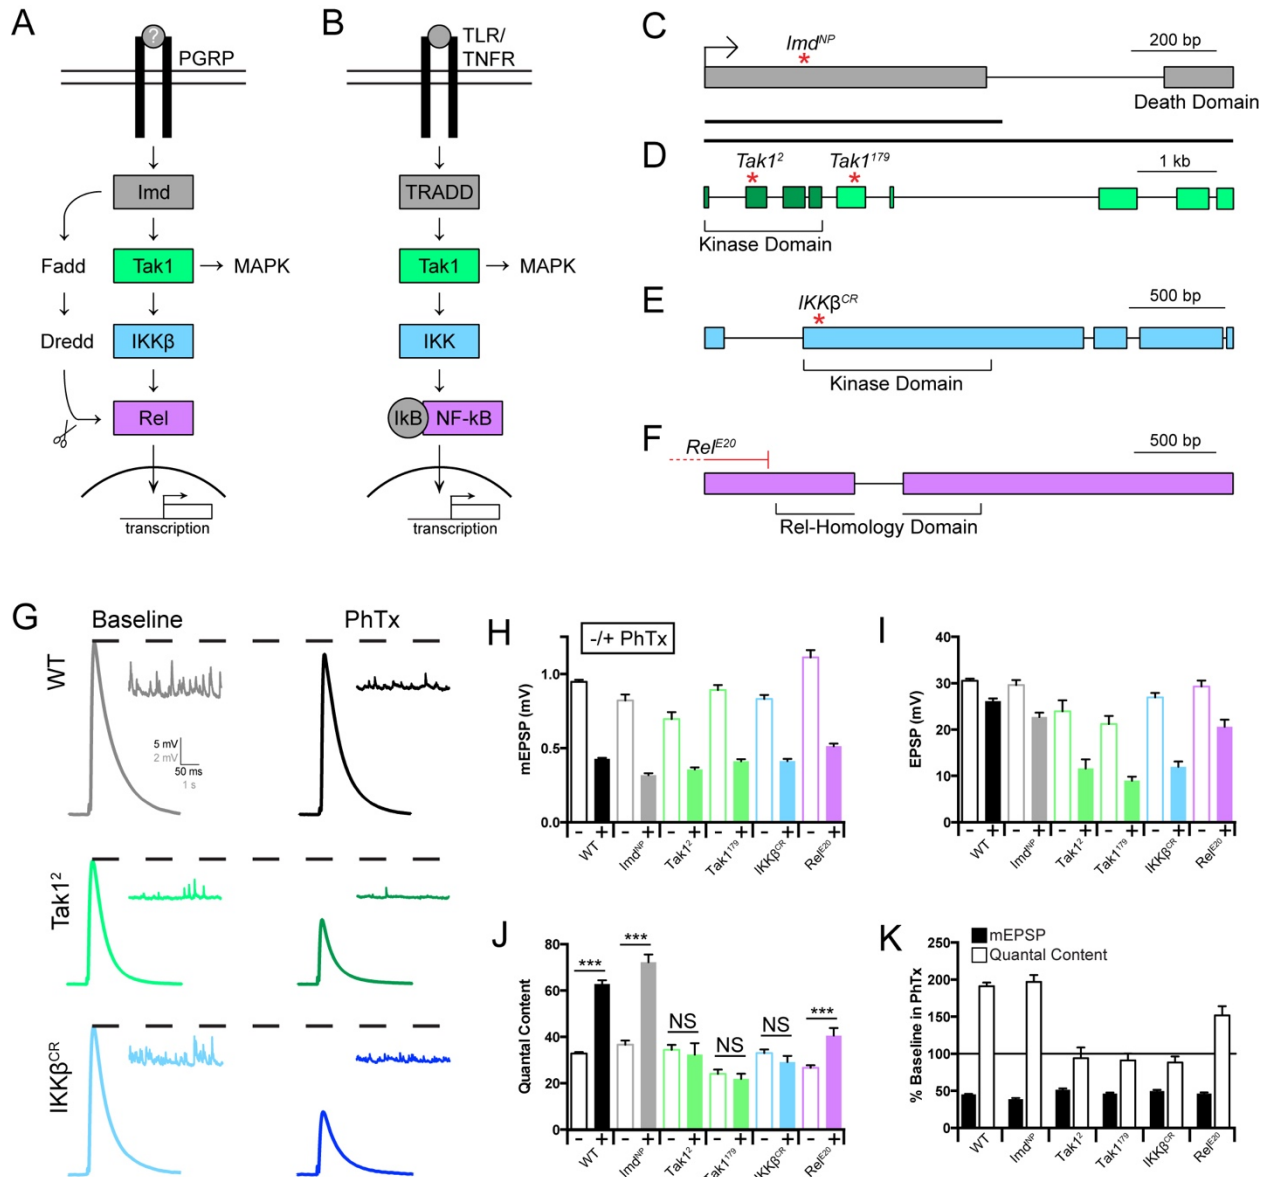 A
?
PGRP
Imd
Fadd
Tak1
MAPK
Dredd
IKKβ
Rel
transcription
B
TLR/
TNFR
TRADD
Tak1
MAPK
IKK
IkB
NF-kB
transcription
C
Imd^NP
200 bp
Death Domain
D
Tak1^2
Tak1^179
1 kb
Kinase Domain
E
IKKβ^CR
500 bp
Kinase Domain
F
Rel^E20
500 bp
Rel-Homology Domain
G
Baseline
PhTx
WT
5 mV
2 mV
50 ms
1 s
Tak1^2
IKKβ^CR
H
-/+ PhTx
mEPSP (mV)
1.0
0.5
0.0
- + - + - + - + - + - +
WT Imd^NP Tak1^2 Tak1^179 IKKβ^CR Rel^E20
I
EPSP (mV)
40
30
20
10
0
- + - + - + - + - + - +
WT Imd^NP Tak1^2 Tak1^179 IKKβ^CR Rel^E20
J
Quantal Content
80
60
40
20
0
*** *** NS NS NS ***
- + - + - + - + - + - +
WT Imd^NP Tak1^2 Tak1^179 IKKβ^CR Rel^E20
K
mEPSP
Quantal Content
% Baseline in PhTx
250
200
150
100
50
0
WT Imd^NP Tak1^2 Tak1^179 IKKβ^CR Rel^E20